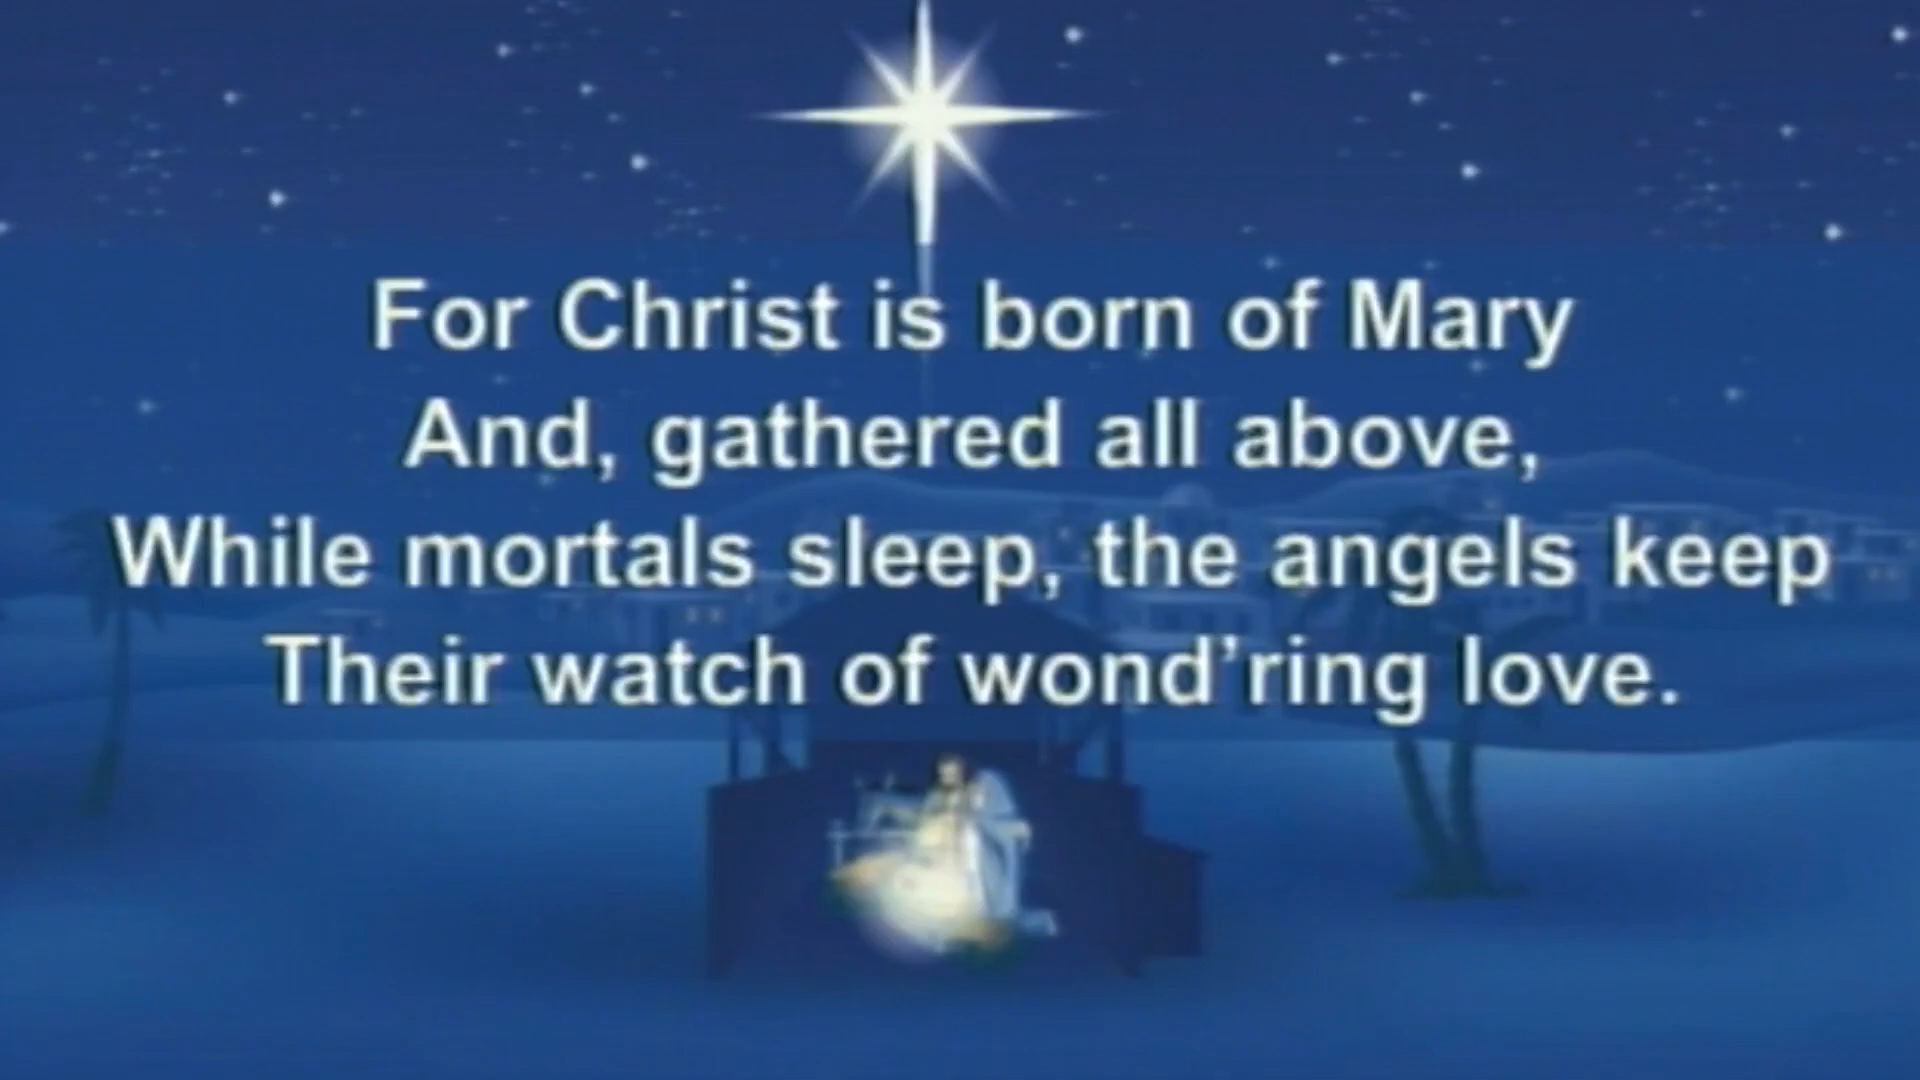 For Christ is born of Mary
And, gathered all above,
While mortals sleep, the angels keep
Their watch of wond’ring love.